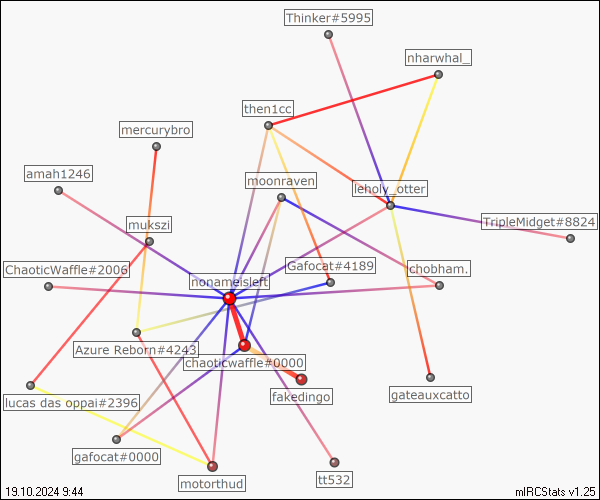 Thinker#5995
nharwhal_
then1cc
mercurybro
amah1246
moonraven
leholy_otter
mukszi
TripleMidget#8824
ChaoticWaffle#2006
Gafocat#4189
chobham.
nonameisleft
Azure Reborn#4243
chaoticwaffle#0000
lucas das oppai#2396
fakedingo
gateauxcatto
gafocat#0000
motorthud
tt532
19.10.2024 9:44
mIRCStats v1.25